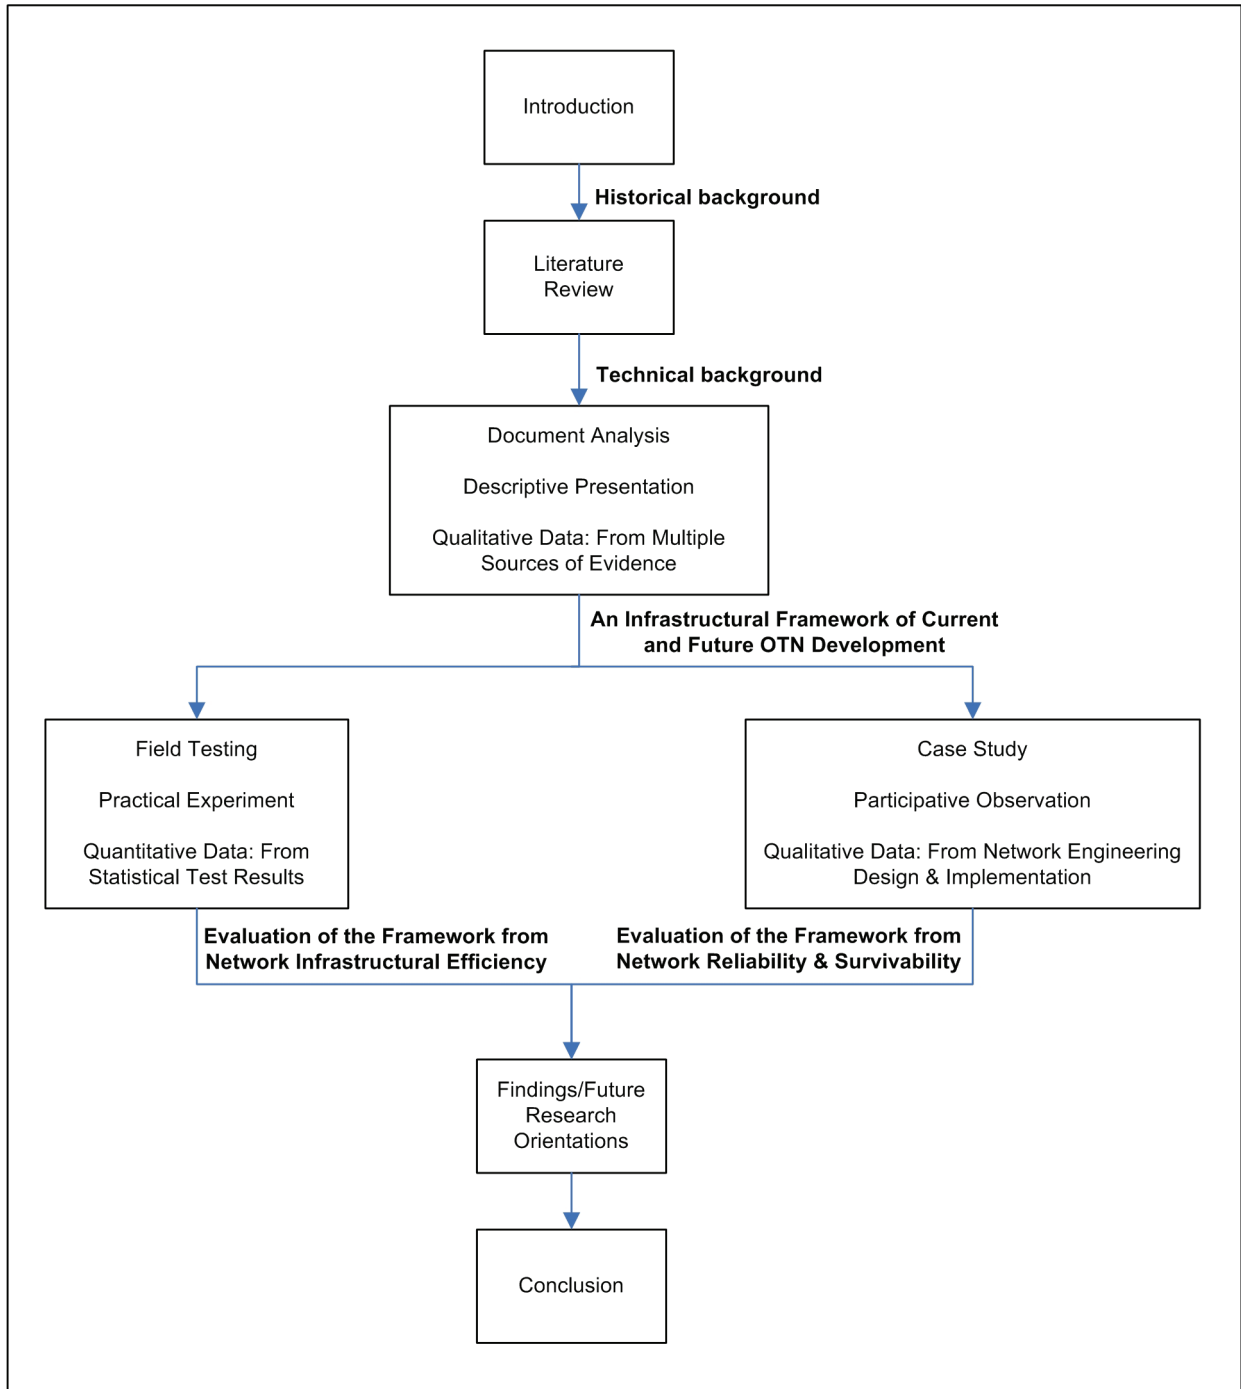 Introduction
Historical background
Literature
Review
Technical background
Document Analysis
Descriptive Presentation
Qualitative Data: From Multiple
Sources of Evidence
An Infrastructural Framework of Current
and Future OTN Development
Field Testing
Practical Experiment
Quantitative Data: From
Statistical Test Results
Case Study
Participative Observation
Qualitative Data: From Network Engineering
Design & Implementation
Evaluation of the Framework from
Network Infrastructural Efficiency
Evaluation of the Framework from
Network Reliability & Survivability
Findings/Future
Research
Orientations
Conclusion